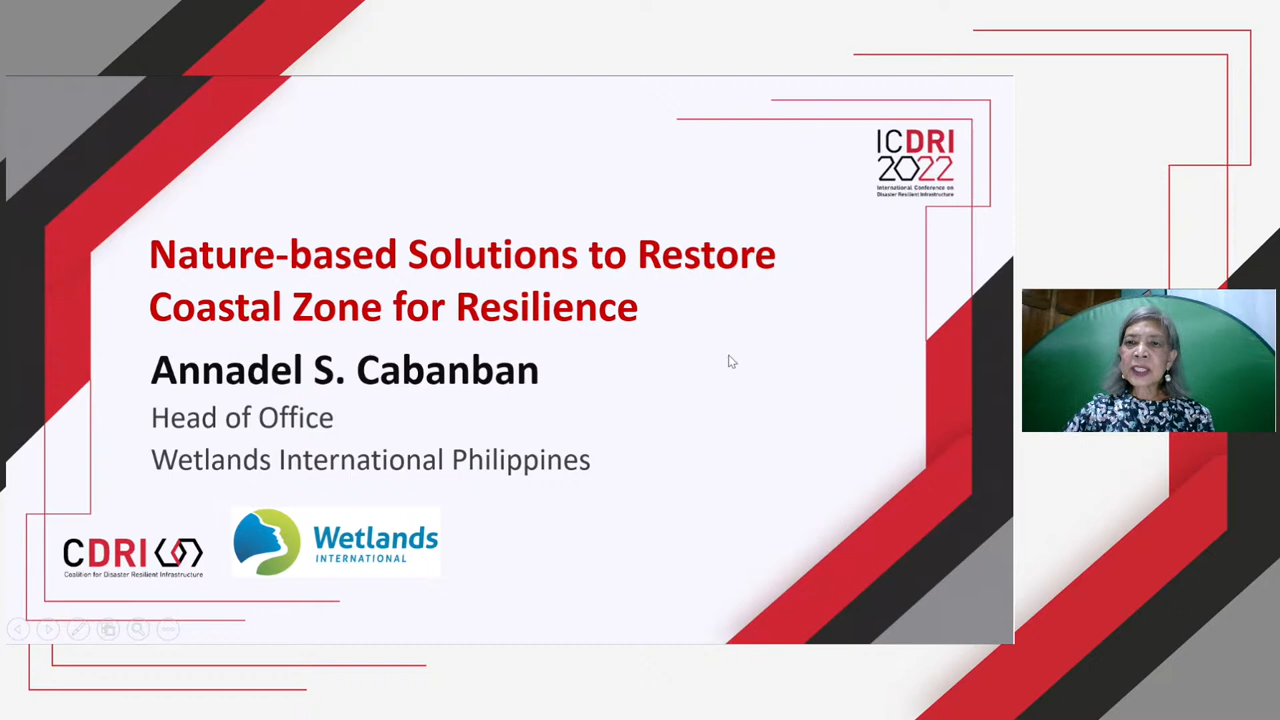 ICDRI
2022
International Conference on
Disaster Resilient Infrastructure
Nature-based Solutions to Restore
Coastal Zone for Resilience
Annadel S. Cabanban
Head of Office
Wetlands International Philippines
CDRI
Coalition for Disaster Resilient Infrastructure
Wetlands
INTERNATIONAL